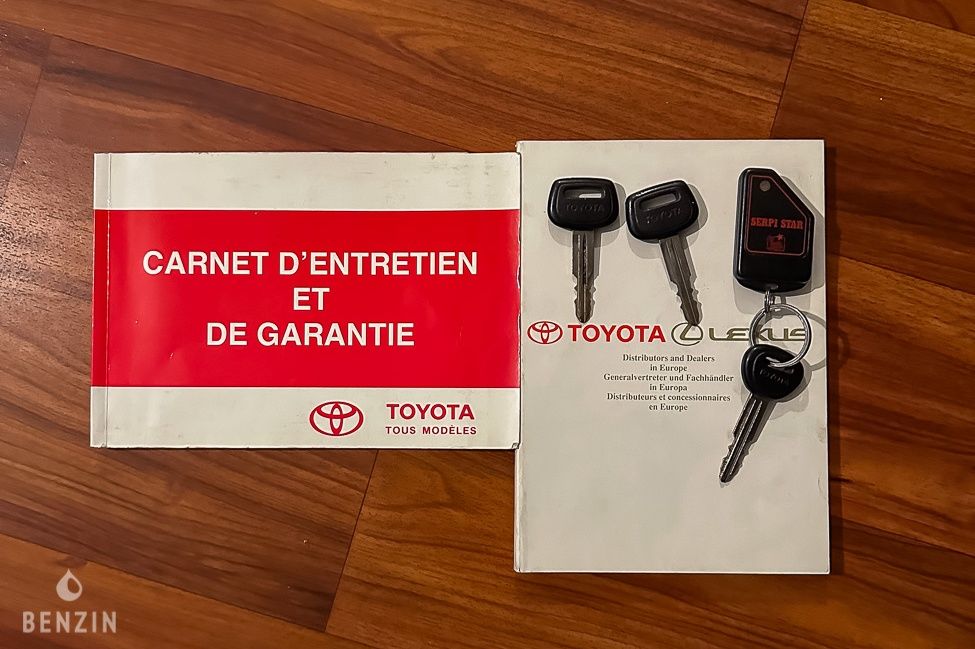 CARNET D'ENTRETIEN
ET
DE GARANTIE
TOYOTA
TOUS MODÈLES
TOYOTA
TOYOTA
SERPI STAR
TOYOTA LEXUS
Distributors and Dealers
in Europe
Generalvertreter und Fachhändler
in Europa
Distributeurs et concessionnaires
en Europe
TOYOTA
BENZIN